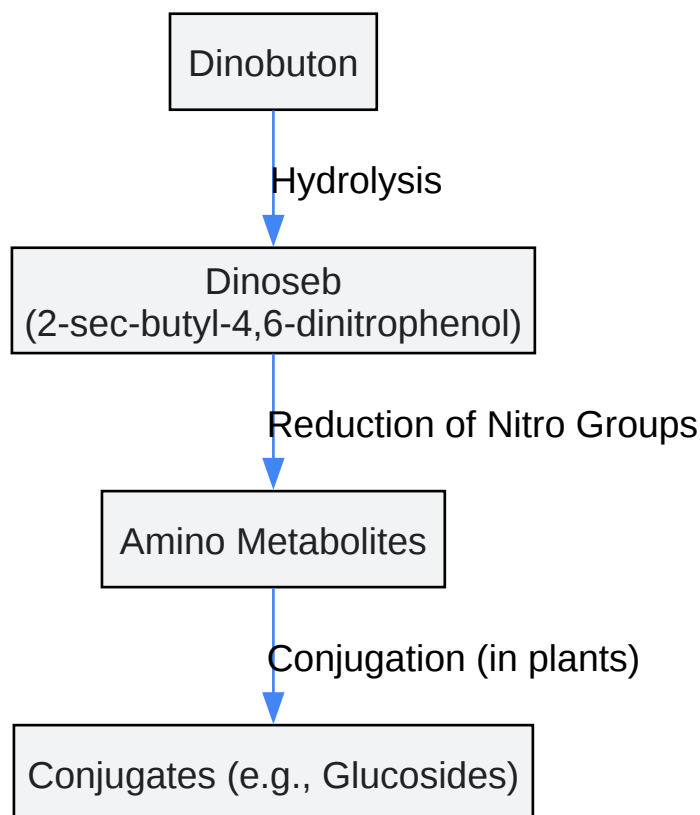 Dinobuton
Hydrolysis
Dinoseb
(2-sec-butyl-4,6-dinitrophenol)
Reduction of Nitro Groups
Amino Metabolites
Conjugation (in plants)
Conjugates (e.g., Glucosides)